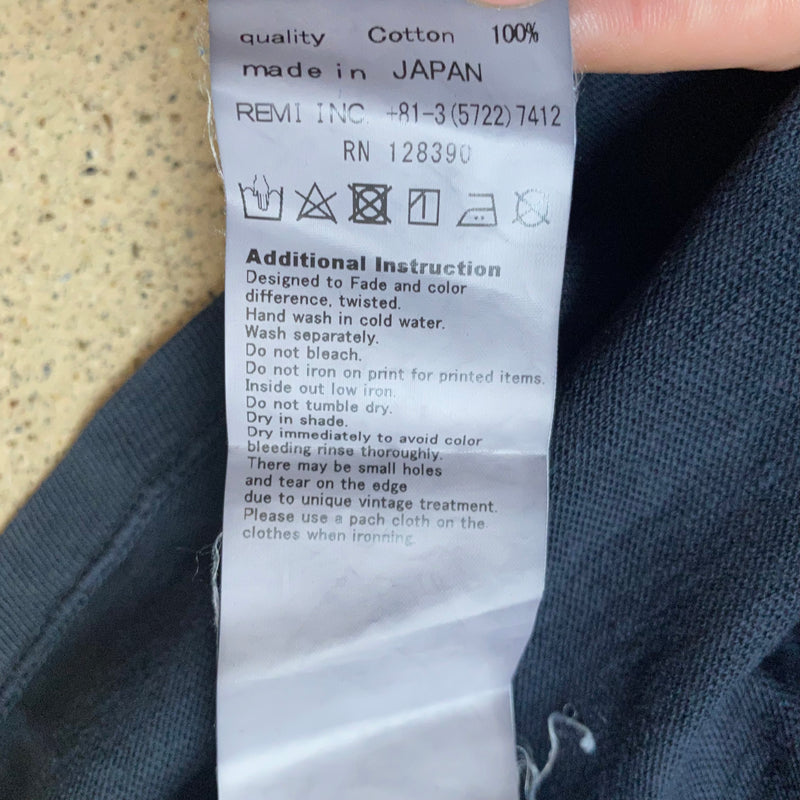 quality Cotton 100%
made in JAPAN
REMI INC. +81-3(5722)7412
RN 128390
Additional Instruction
Designed to Fade and color
difference, twisted.
Hand wash in cold water.
Wash separately.
Do not bleach.
Do not iron on print for printed items.
Inside out low iron.
Do not tumble dry.
Dry in shade.
Dry immediately to avoid color
bleeding rinse thoroughly.
There may be small holes
and tear on the edge
due to unique vintage treatment.
Please use a pach cloth on the
clothes when ironning.